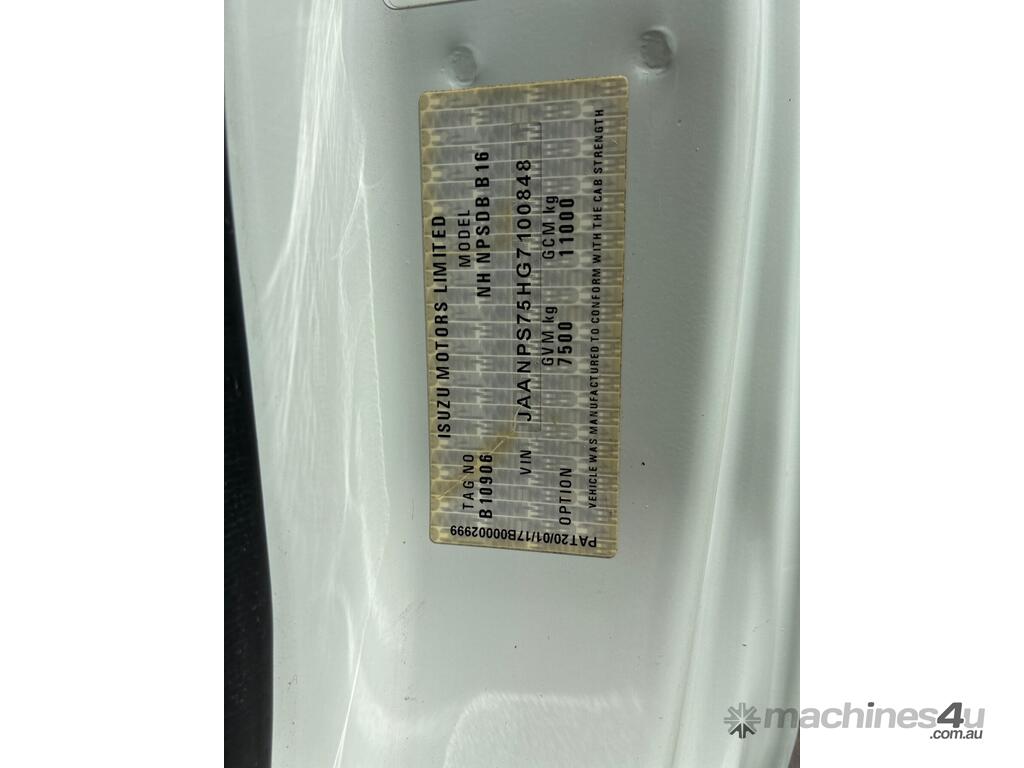 ISUZU MOTORS LIMITED
TAG NO MODEL
B10906 NH NPSDB B16
VIN JAANPS75HG7100848
GVM kg GCM kg
OPTION 7500 11000
VEHICLE WAS MANUFACTURED TO CONFORM WITH THE CAB STRENGTH
PAT20/01/17B00002999
machines4u
.com.au